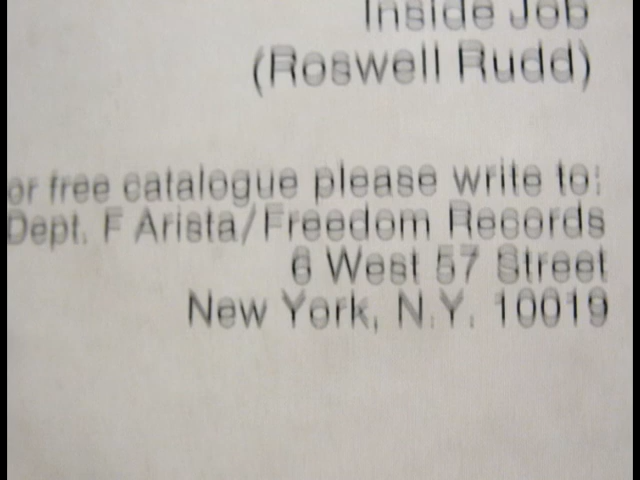 Inside Job
(Roswell Rudd)
or free catalogue please write to:
Dept. F Arista/Freedom Records
6 West 57 Street
New York, N.Y. 10019